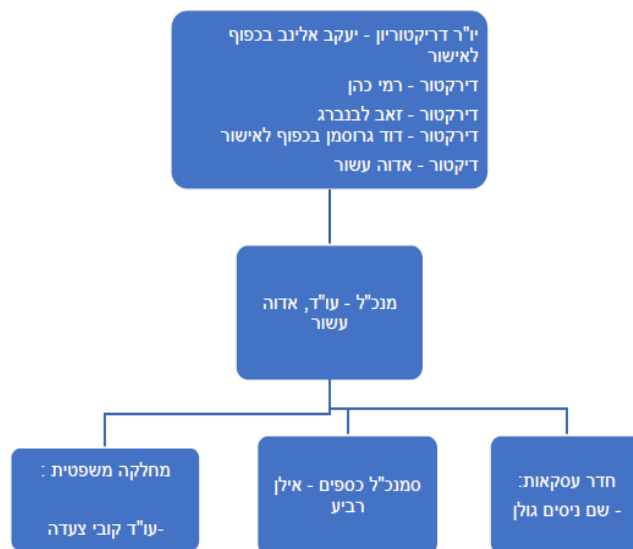 יו"ר דריקטוריון - יעקב אלינב בכפוף
לאישור
דירקטור - רמי כהן
דירקטור - זאב לבנברג
דירקטור - דוד גרוסמן בכפוף לאישור
דיקטור - אדוה עשור
מנכ"ל - עו"ד, אדוה
עשור
חדר עסקאות:
- שם ניסים גולן
סמנכ"ל כספים - אילן
רביע
מחלקה משפטית :
-עו"ד קובי צעדה